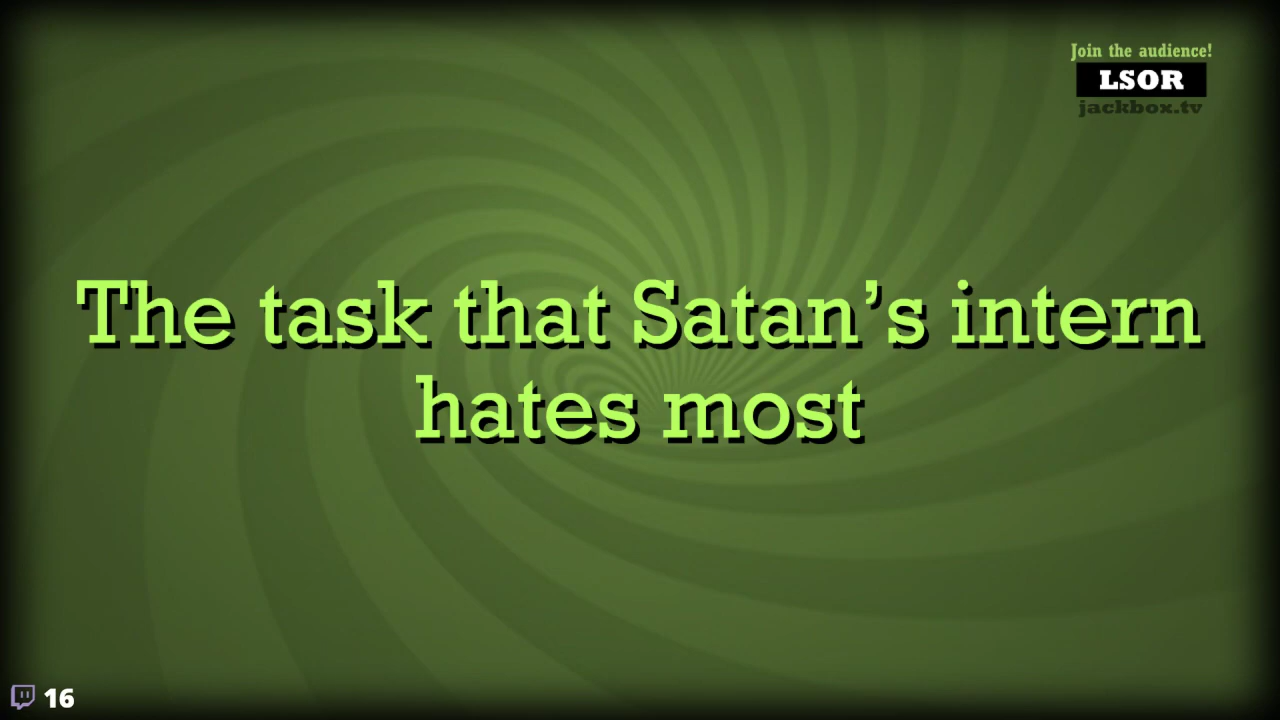 Join the audience!
LSOR
jackbox.tv
The task that Satan's intern
hates most
16